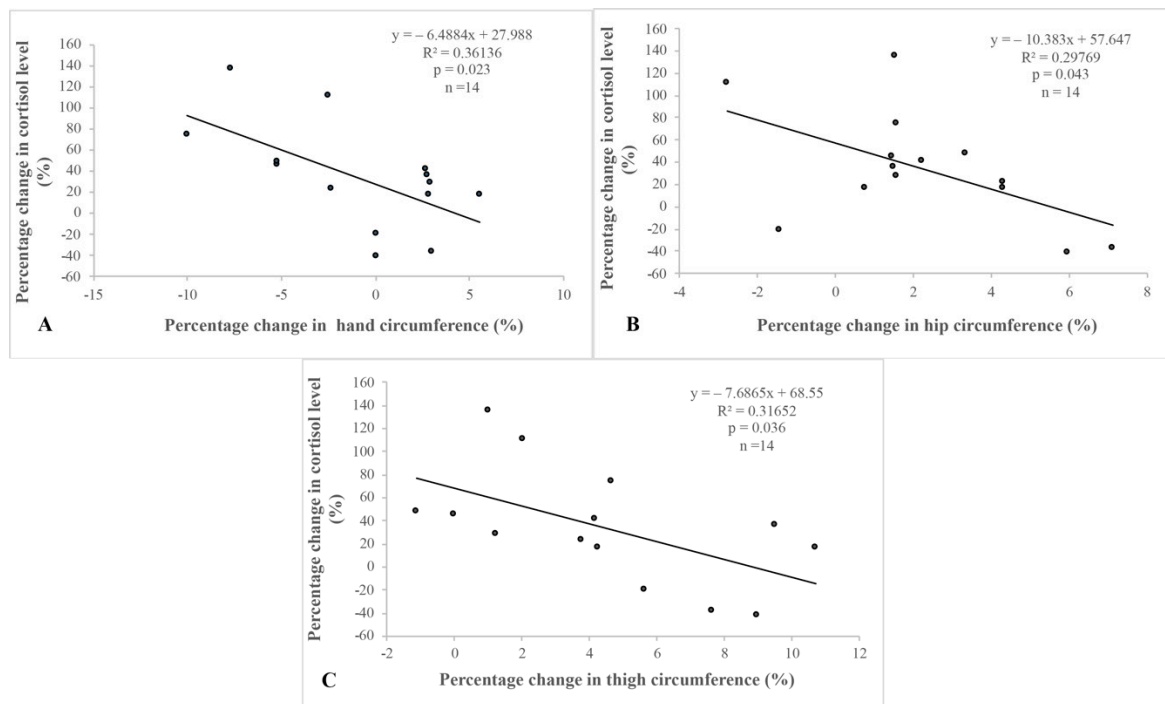 y = – 6.4884x + 27.988
R² = 0.36136
p = 0.023
n =14
Percentage change in cortisol level
(%)
160
140
120
100
80
60
40
20
0
-20
-40
-60
-15
-10
-5
0
5
10
A
Percentage change in hand circumference (%)
y = – 10.383x + 57.647
R² = 0.29769
p = 0.043
n = 14
Percentage change in cortisol level
(%)
160
140
120
100
80
60
40
20
0
-20
-40
-60
-4
-2
0
2
4
6
8
B
Percentage change in hip circumference (%)
y = – 7.6865x + 68.55
R² = 0.31652
p = 0.036
n =14
Percentage change in cortisol level
(%)
160
140
120
100
80
60
40
20
0
-20
-40
-60
-2
0
2
4
6
8
10
12
C
Percentage change in thigh circumference (%)